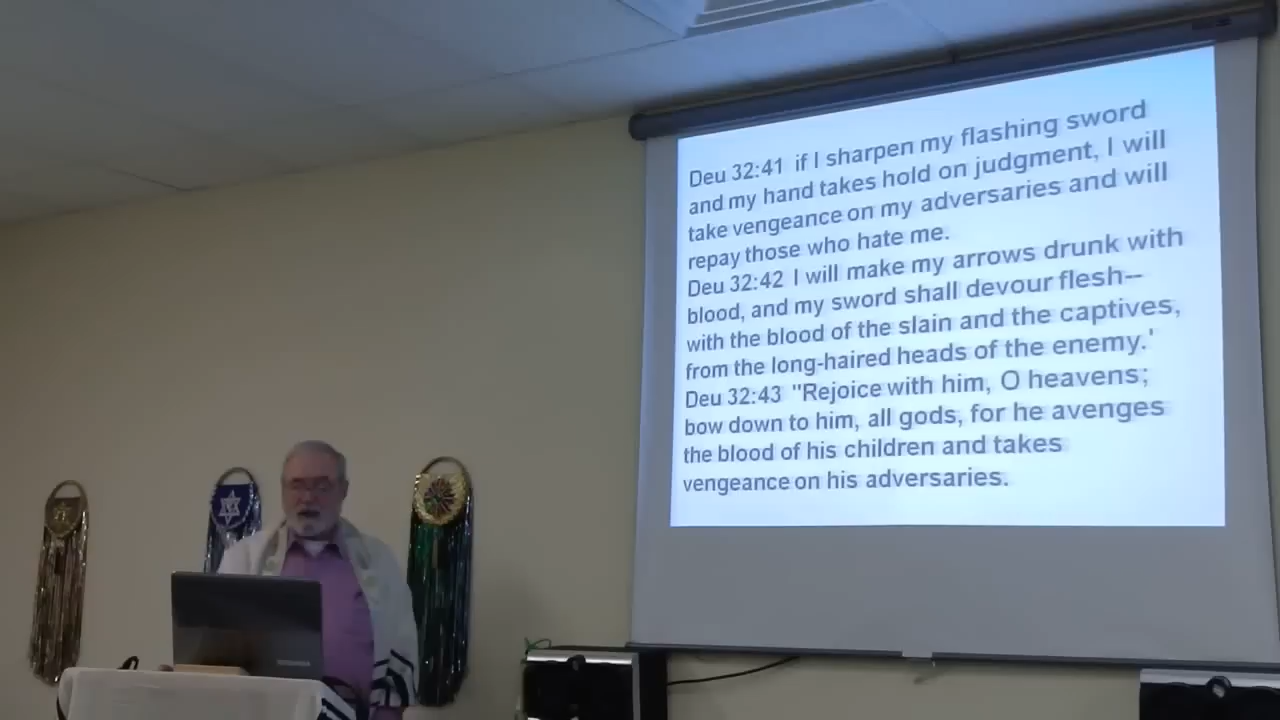 Deu 32:41 if I sharpen my flashing sword
and my hand takes hold on judgment, I will
take vengeance on my adversaries and will
repay those who hate me.
Deu 32:42 I will make my arrows drunk with
blood, and my sword shall devour flesh--
with the blood of the slain and the captives,
from the long-haired heads of the enemy.'
Deu 32:43 "Rejoice with him, O heavens;
bow down to him, all gods, for he avenges
the blood of his children and takes
vengeance on his adversaries.